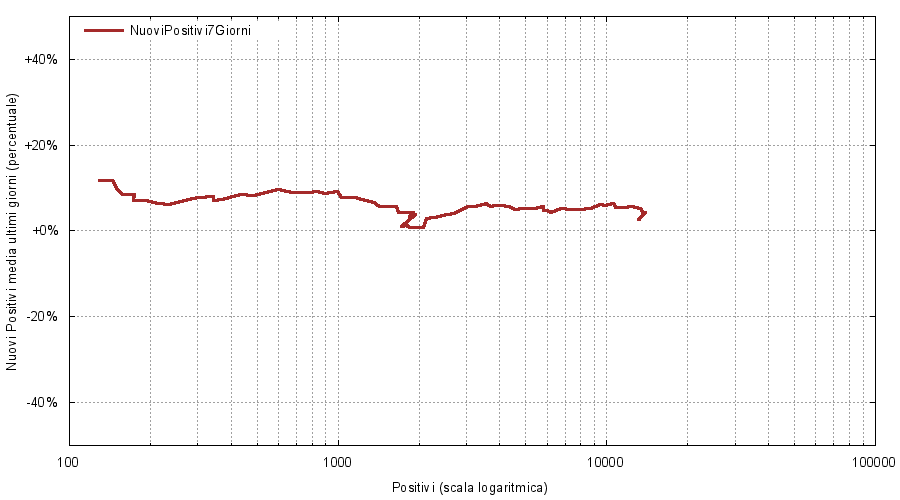 NuoviPositivi7Giorni
+40%
+20%
+0%
-20%
-40%
Nuovi Positivi media ultimi giorni (percentuale)
100 1000 10000 100000
Positivi (scala logaritmica)